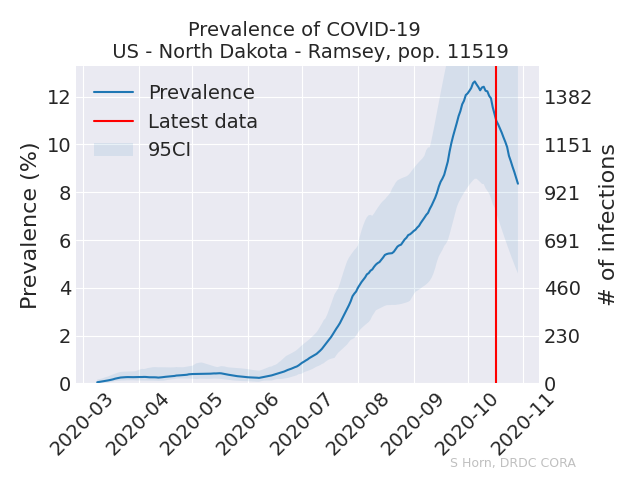 Prevalence of COVID-19
US - North Dakota - Ramsey, pop. 11519
Prevalence
Latest data
95CI
Prevalence (%)
12
10
8
6
4
2
0
1382
1151
921
691
460
230
0
# of infections
2020-03
2020-04
2020-05
2020-06
2020-07
2020-08
2020-09
2020-10
2020-11
S Horn, DRDC CORA